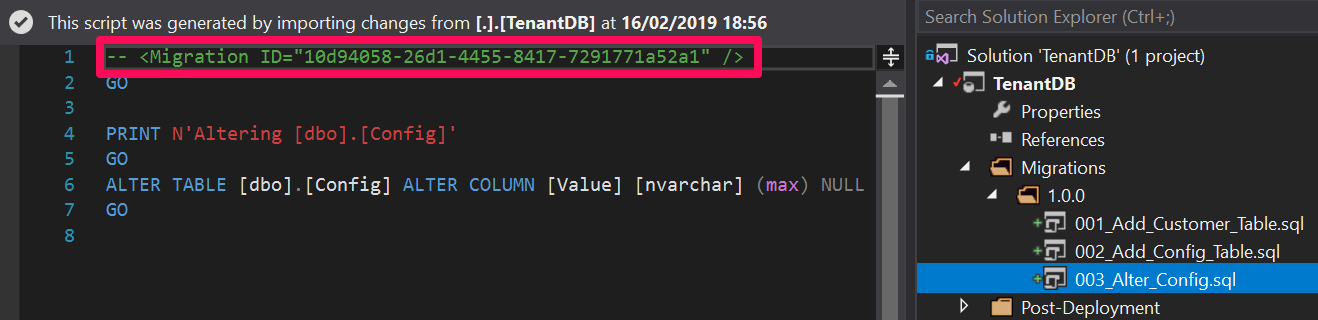 This script was generated by importing changes from [.].[TenantDB] at 16/02/2019 18:56
1 -- <Migration ID="10d94058-26d1-4455-8417-7291771a52a1" />
2 GO
3
4 PRINT N'Altering [dbo].[Config]'
5 GO
6 ALTER TABLE [dbo].[Config] ALTER COLUMN [Value] [nvarchar] (max) NULL
7 GO
8
Search Solution Explorer (Ctrl+;)
Solution 'TenantDB' (1 project)
TenantDB
Properties
References
Migrations
1.0.0
001_Add_Customer_Table.sql
002_Add_Config_Table.sql
003_Alter_Config.sql
Post-Deployment